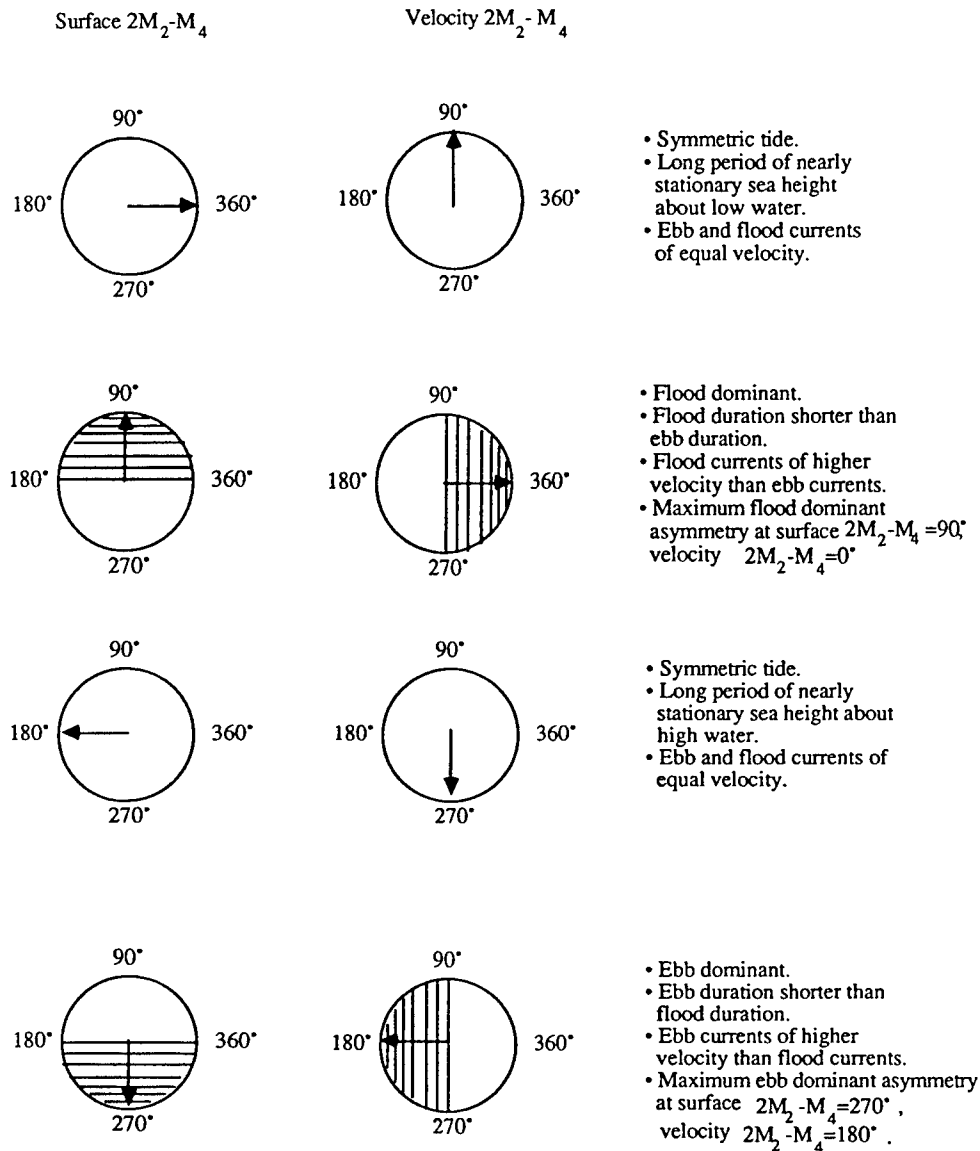 Surface 2M₂-M₄
Velocity 2M₂- M₄
90°
180°
360°
270°
90°
180°
360°
270°
• Symmetric tide.
• Long period of nearly
stationary sea height
about low water.
• Ebb and flood currents
of equal velocity.
90°
180°
360°
270°
90°
180°
360°
270°
• Flood dominant.
• Flood duration shorter than
ebb duration.
• Flood currents of higher
velocity than ebb currents.
• Maximum flood dominant
asymmetry at surface 2M₂-M₄ =90°,
velocity 2M₂-M₄=0°
90°
180°
360°
270°
90°
180°
360°
270°
• Symmetric tide.
• Long period of nearly
stationary sea height about
high water.
• Ebb and flood currents of
equal velocity.
90°
180°
360°
270°
90°
180°
360°
270°
• Ebb dominant.
• Ebb duration shorter than
flood duration.
• Ebb currents of higher
velocity than flood currents.
• Maximum ebb dominant asymmetry
at surface 2M₂-M₄=270° ,
velocity 2M₂-M₄=180° .